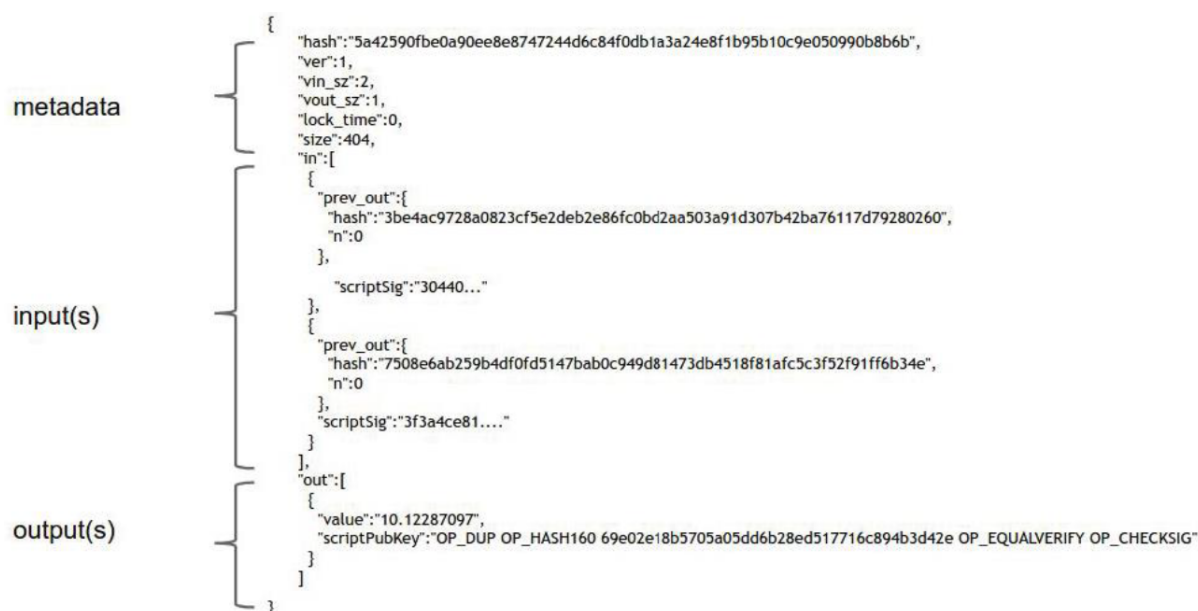 {
"hash":"5a42590fbe0a90ee8e8747244d6c84f0db1a3a24e8f1b95b10c9e050990b8b6b",
"ver":1,
"vin_sz":2,
metadata
"vout_sz":1,
"lock_time":0,
"size":404,
"in":[
{
"prev_out":{
"hash":"3be4ac9728a0823cf5e2deb2e86fc0bd2aa503a91d307b42ba76117d79280260",
"n":0
},
"scriptSig":"30440..."
input(s)
},
{
"prev_out":{
"hash":"7508e6ab259b4df0fd5147bab0c949d81473db4518f81afc5c3f52f91ff6b34e",
"n":0
},
"scriptSig":"3f3a4ce81...."
}
],
"out":[
{
output(s)
"value":"10.12287097",
"scriptPubKey":"OP_DUP OP_HASH160 69e02e18b5705a05dd6b28ed517716c894b3d42e OP_EQUALVERIFY OP_CHECKSIG"
}
]
}